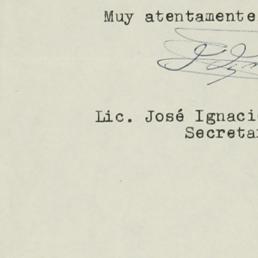 Muy atentamente
Lic. José Ignaci
Secreta